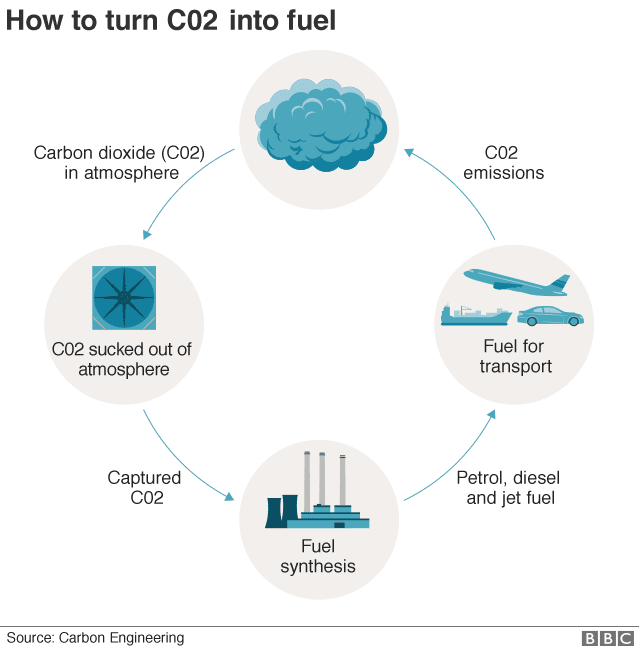 How to turn C02 into fuel
Carbon dioxide (C02)
in atmosphere
C02
emissions
C02 sucked out of
atmosphere
Fuel for
transport
Captured
C02
Petrol, diesel
and jet fuel
Fuel
synthesis
Source: Carbon Engineering
BBC